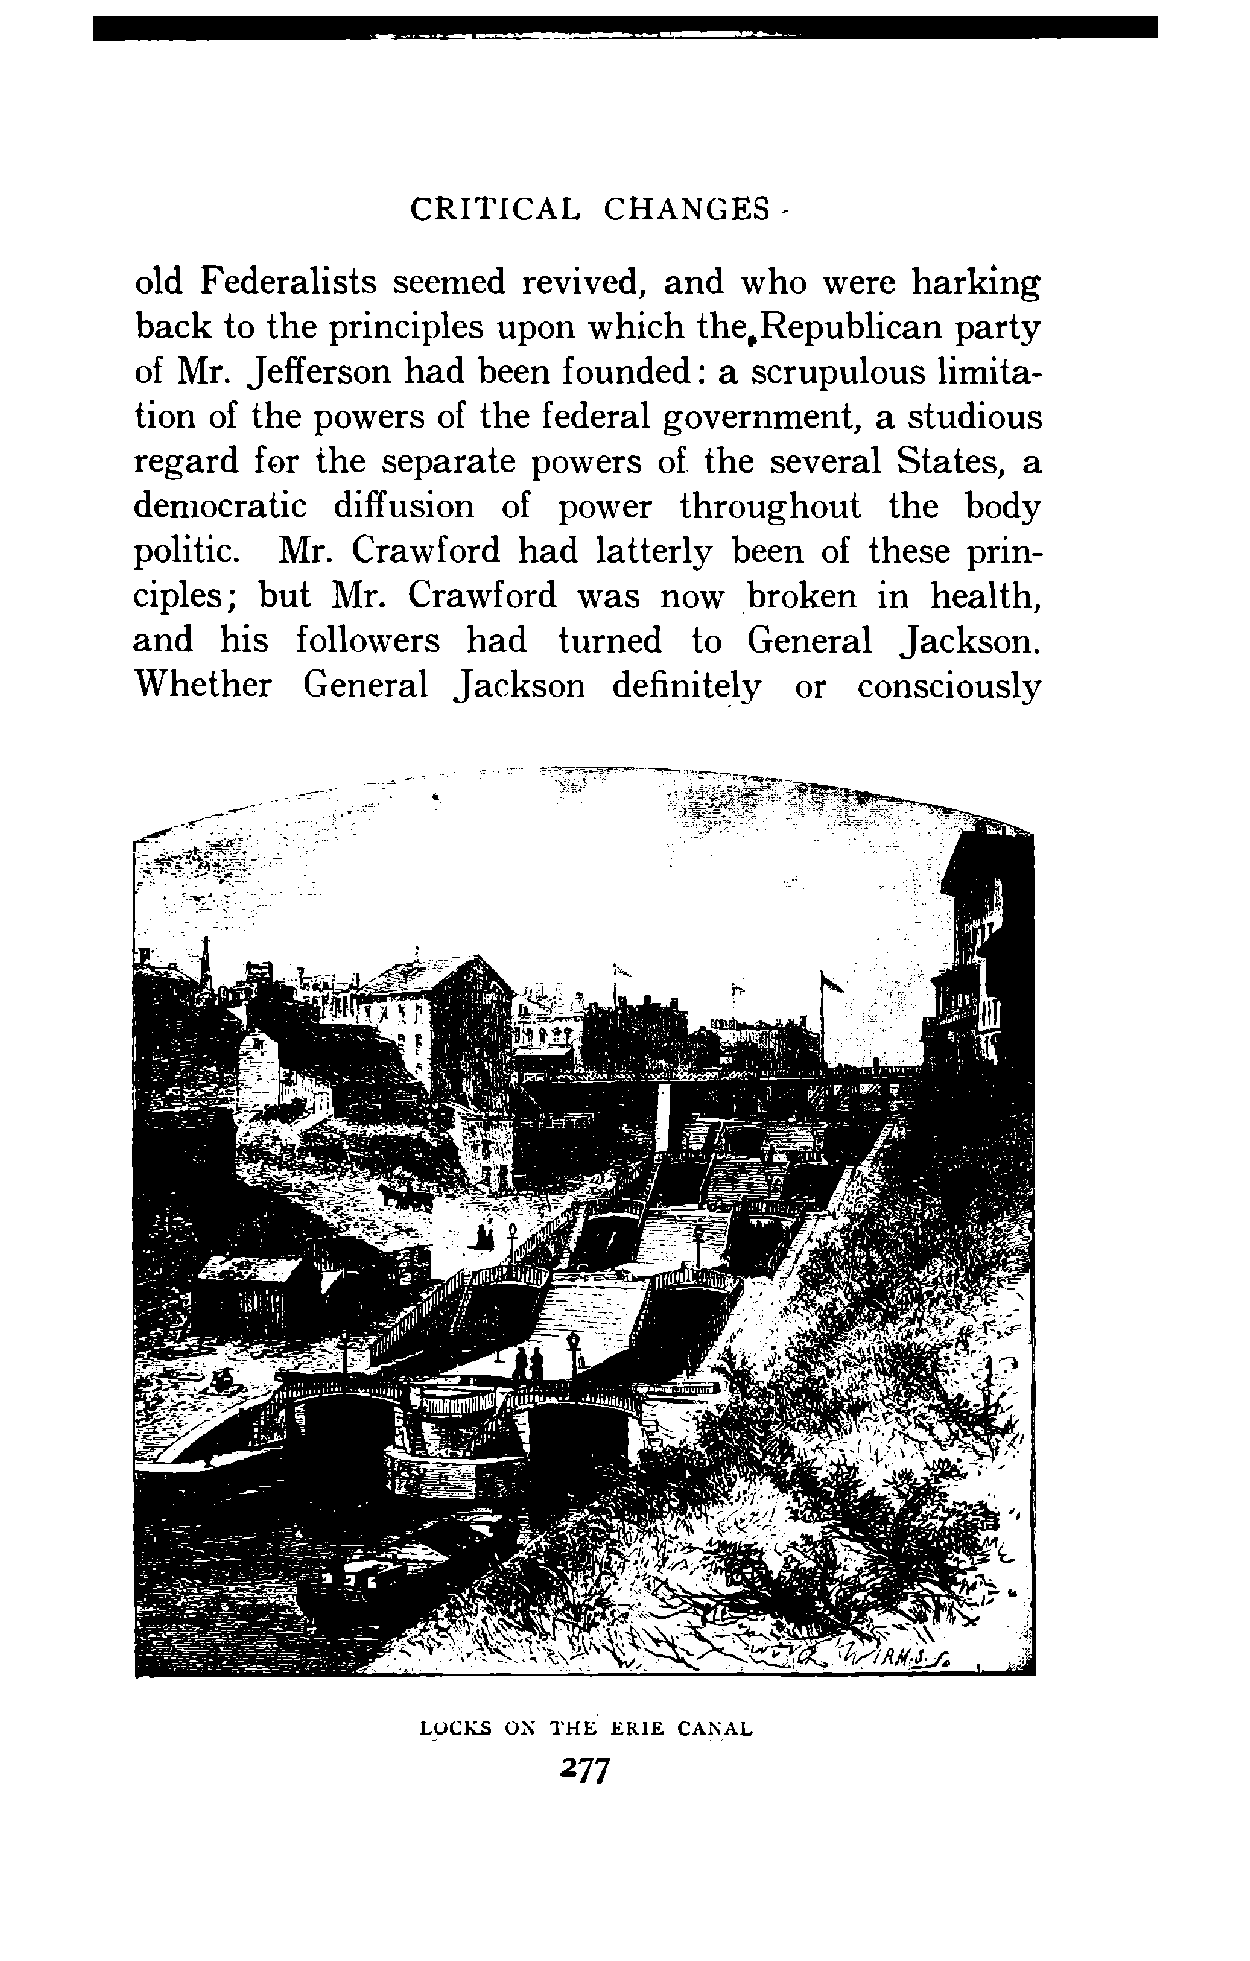 CRITICAL CHANGES
old Federalists seemed revived, and who were harking
back to the principles upon which the Republican party
of Mr. Jefferson had been founded: a scrupulous limita-
tion of the powers of the federal government, a studious
regard for the separate powers of the several States, a
democratic diffusion of power throughout the body
politic. Mr. Crawford had latterly been of these prin-
ciples; but Mr. Crawford was now broken in health,
and his followers had turned to General Jackson.
Whether General Jackson definitely or consciously
LOCKS ON THE ERIE CANAL
277